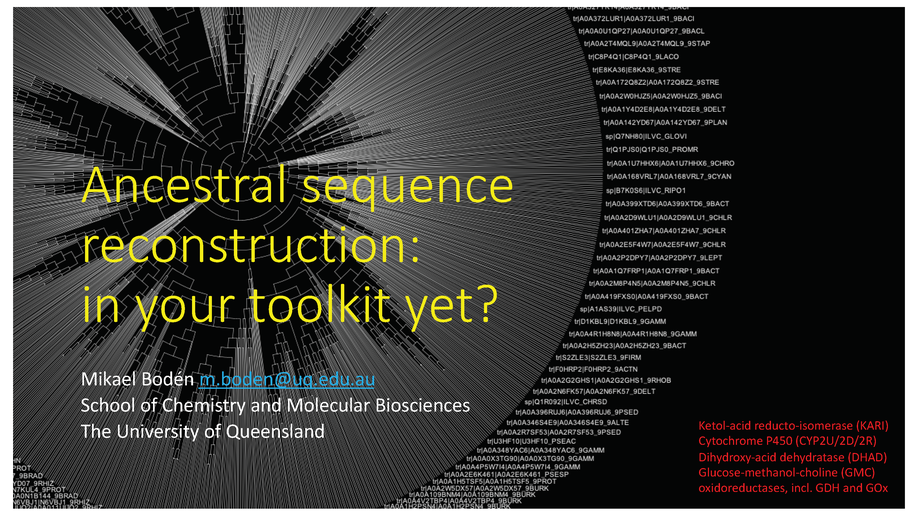 Ancestral sequence
reconstruction:
in your toolkit yet?
Mikael Bodén m.boden@uq.edu.au
School of Chemistry and Molecular Biosciences
The University of Queensland
tr|A0A372LUR1|A0A372LUR1_9BACI
tr|A0A0U1QP27|A0A0U1QP27_9BACL
tr|A0A2T4MQL9|A0A2T4MQL9_9STAP
tr|C8P4Q1|C8P4Q1_9LACO
tr|E8KA36|E8KA36_9STRE
tr|A0A172Q8Z2|A0A172Q8Z2_9STRE
tr|A0A2W0HJZ5|A0A2W0HJZ5_9BACI
tr|A0A1Y4D2E8|A0A1Y4D2E8_9DELT
tr|A0A142YD67|A0A142YD67_9PLAN
sp|Q7NH80|ILVC_GLOVI
tr|Q1PJS0|Q1PJS0_PROMR
tr|A0A1U7HHX6|A0A1U7HHX6_9CHRO
tr|A0A168VRL7|A0A168VRL7_9CYAN
sp|B7K0S6|ILVC_RIPO1
tr|A0A399XTD6|A0A399XTD6_9BACT
tr|A0A2D9WLU1|A0A2D9WLU1_9CHLR
tr|A0A401ZHA7|A0A401ZHA7_9CHLR
tr|A0A2E5F4W7|A0A2E5F4W7_9CHLR
tr|A0A2P2DPY7|A0A2P2DPY7_9LEPT
tr|A0A1Q7FRP1|A0A1Q7FRP1_9BACT
tr|A0A2M8P4N5|A0A2M8P4N5_9CHLR
tr|A0A419FXS0|A0A419FXS0_9BACT
sp|A1AS39|ILVC_PELPD
tr|D1KBL9|D1KBL9_9GAMM
tr|A0A4R1H8N8|A0A4R1H8N8_9GAMM
tr|A0A2H5ZH23|A0A2H5ZH23_9BACT
tr|S2ZLE3|S2ZLE3_9FIRM
tr|F0HRP2|F0HRP2_9ACTN
tr|A0A2G2GHS1|A0A2G2GHS1_9RHOB
tr|A0A2N6FK57|A0A2N6FK57_9DELT
sp|Q1R092|ILVC_CHRSD
tr|A0A396RUJ6|A0A396RUJ6_9PSED
tr|A0A346S4E9|A0A346S4E9_9ALTE
tr|A0A2R7SF53|A0A2R7SF53_9PSED
tr|U3HF10|U3HF10_PSEAC
tr|A0A348YAC6|A0A348YAC6_9GAMM
tr|A0A0X3TG90|A0A0X3TG90_9GAMM
tr|A0A4P5W7I4|A0A4P5W7I4_9GAMM
tr|A0A2E6K461|A0A2E6K461_PSESP
tr|A0A1H5TSF5|A0A1H5TSF5_9PROT
tr|A0A2W5DX57|A0A2W5DX57_9BURK
tr|A0A109BNM4|A0A109BNM4_9BURK
tr|A0A4V2TBP4|A0A4V2TBP4_9BURK
tr|A0A1H2PSN4|A0A1H2PSN4_9BURK
Ketol-acid reducto-isomerase (KARI)
Cytochrome P450 (CYP2U/2D/2R)
Dihydroxy-acid dehydratase (DHAD)
Glucose-methanol-choline (GMC)
oxidoreductases, incl. GDH and GOx